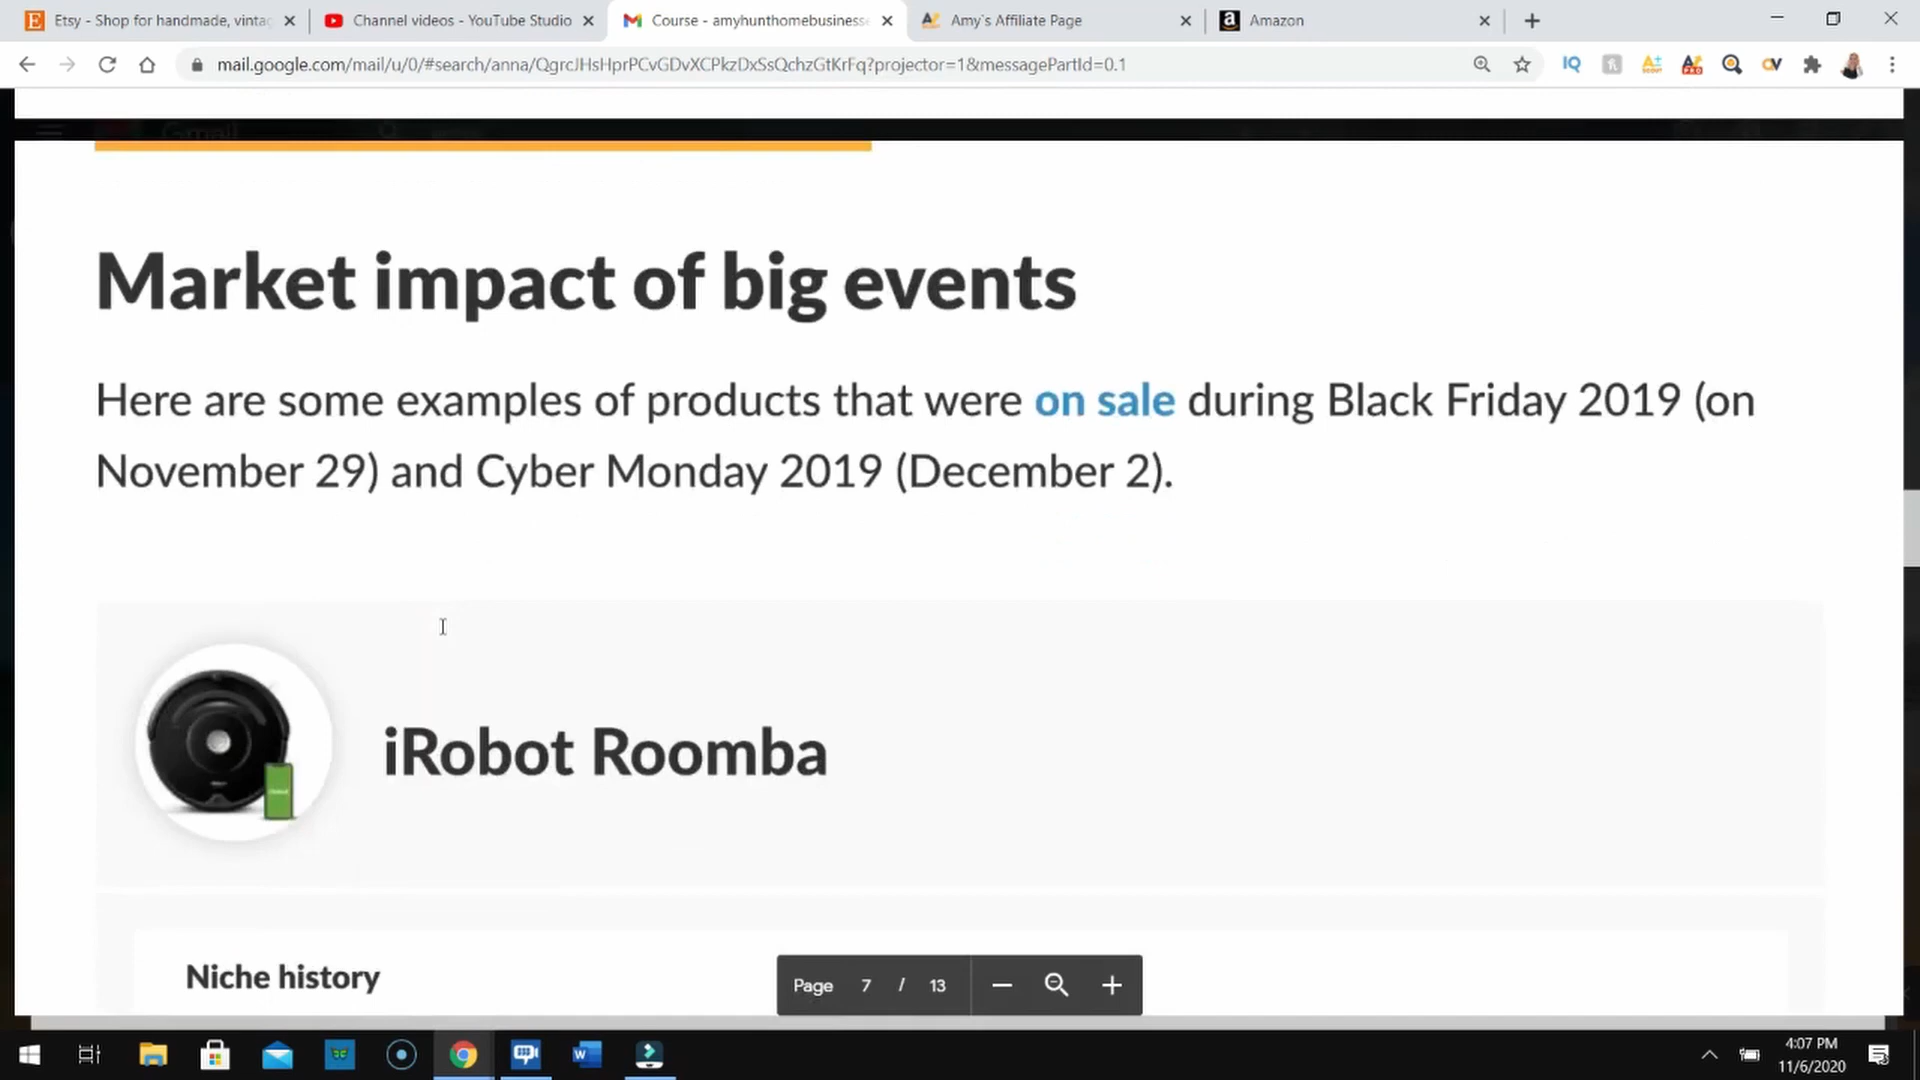 Etsy - Shop for handmade, vinta
Channel videos - YouTube Studio
Course - amyhunthomebusiness
Amy`s Affiliate Page
Amazon
mail.google.com/mail/u/0/#search/anna/QgrcJHsHprPCvGDvXCPkzDxSsQchzGtKrFq?projector=1&messagePartId=0.1
Gmail
Market impact of big events
Here are some examples of products that were on sale during Black Friday 2019 (on
November 29) and Cyber Monday 2019 (December 2).
iRobot Roomba
Niche history
Page 7 / 13
4:07 PM
11/6/2020